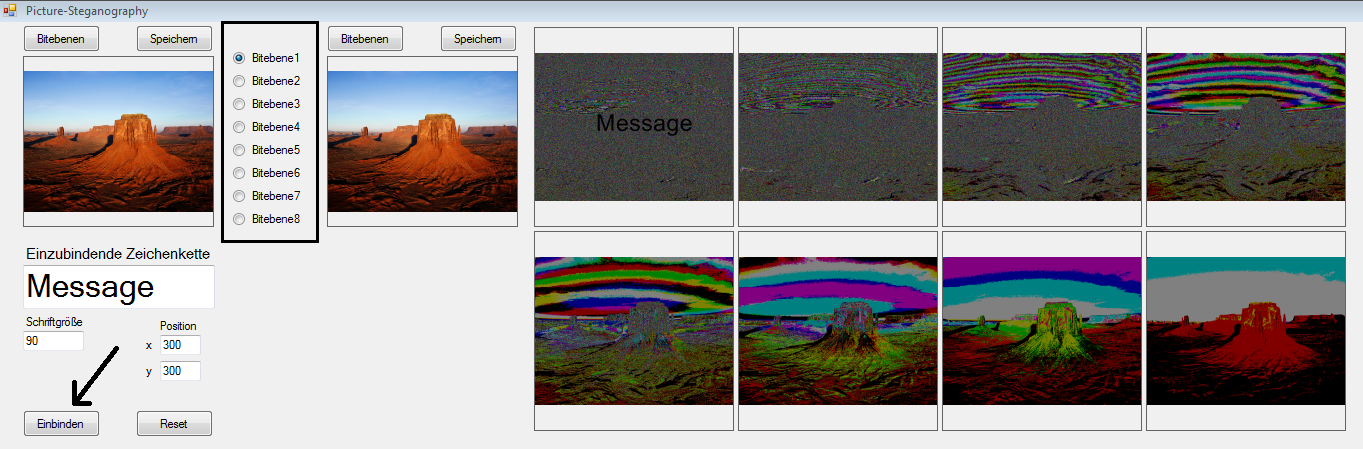 Picture-Steganography
Bitebenen
Speichern
Bitebenen
Speichern
Bitebene1
Bitebene2
Bitebene3
Bitebene4
Bitebene5
Bitebene6
Bitebene7
Bitebene8
Message
Einzubindende Zeichenkette
Message
Schriftgröße
90
Position
x 300
y 300
Einbinden
Reset